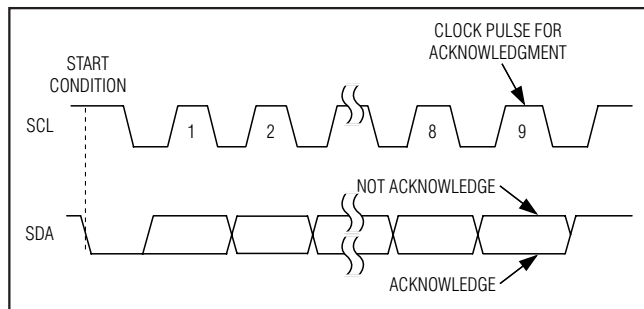 CLOCK PULSE FOR
ACKNOWLEDGMENT
START
CONDITION
SCL
1
2
8
9
NOT ACKNOWLEDGE
SDA
ACKNOWLEDGE